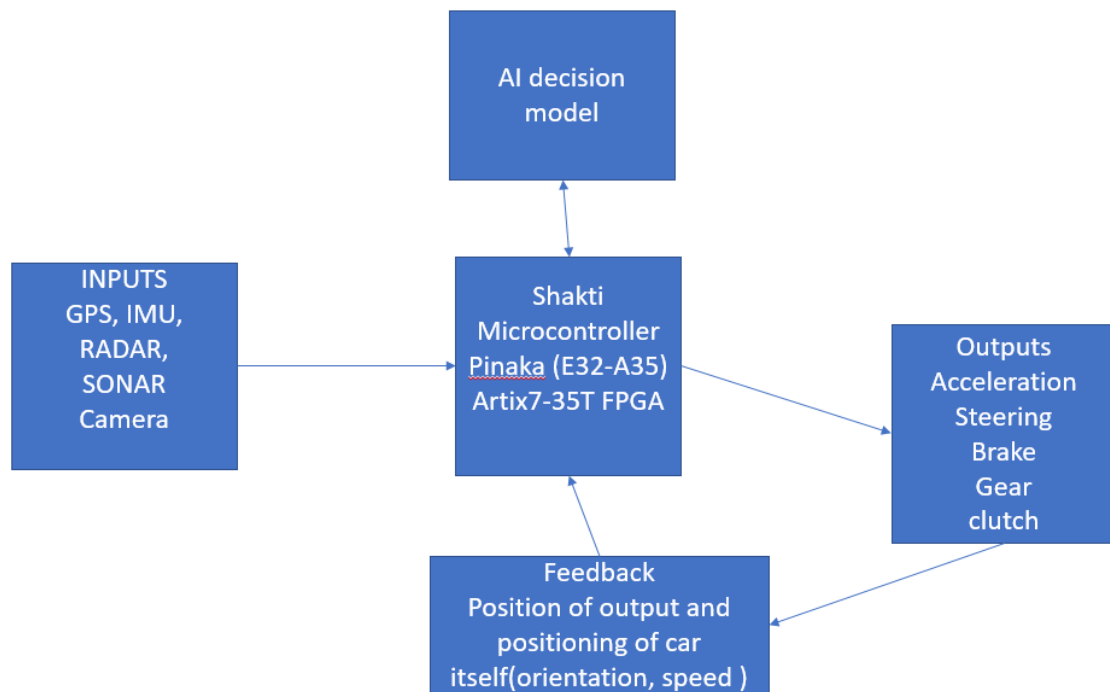 AI decision
model
INPUTS
GPS, IMU,
RADAR,
SONAR
Camera
Shakti
Microcontroller
Pinaka (E32-A35)
Artix7-35T FPGA
Outputs
Acceleration
Steering
Brake
Gear
clutch
Feedback
Position of output and
positioning of car
itself(orientation, speed )